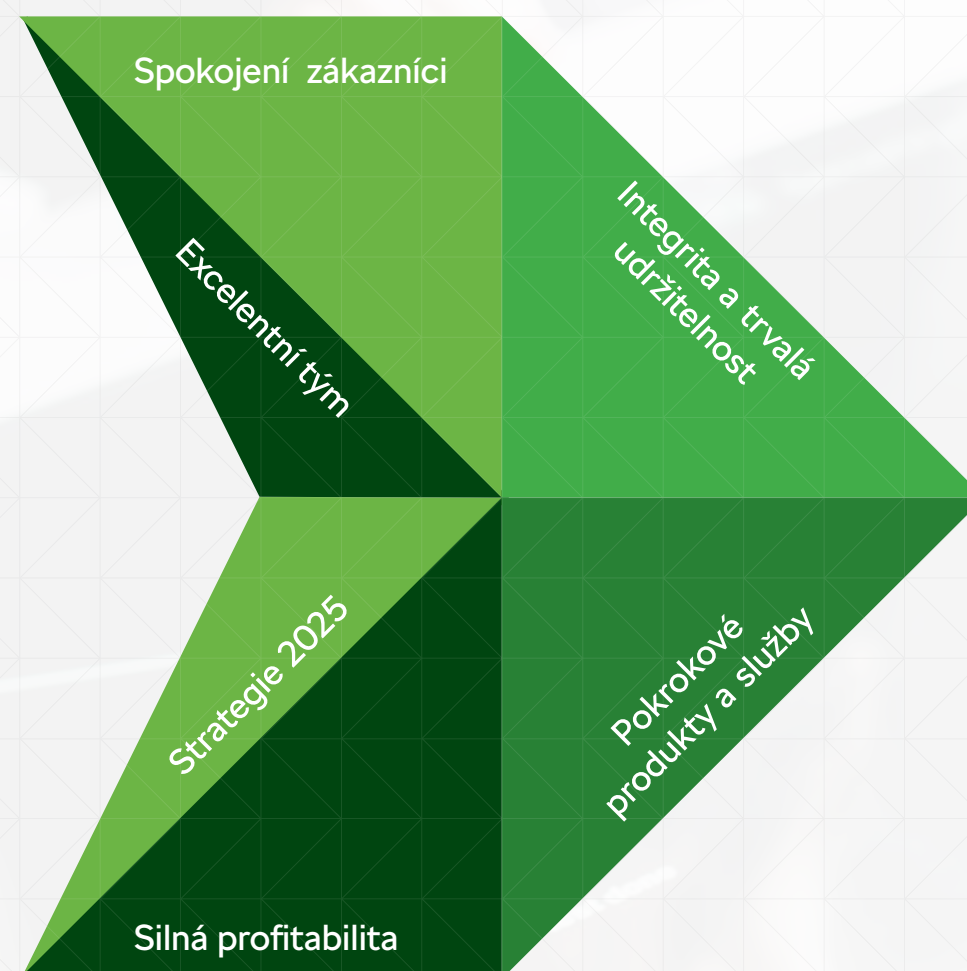 Spokojení zákazníci
Integrita a trvalá
udržitelnost
Excelentní tým
Strategie 2025
Pokrokové
produkty a služby
Silná profitabilita